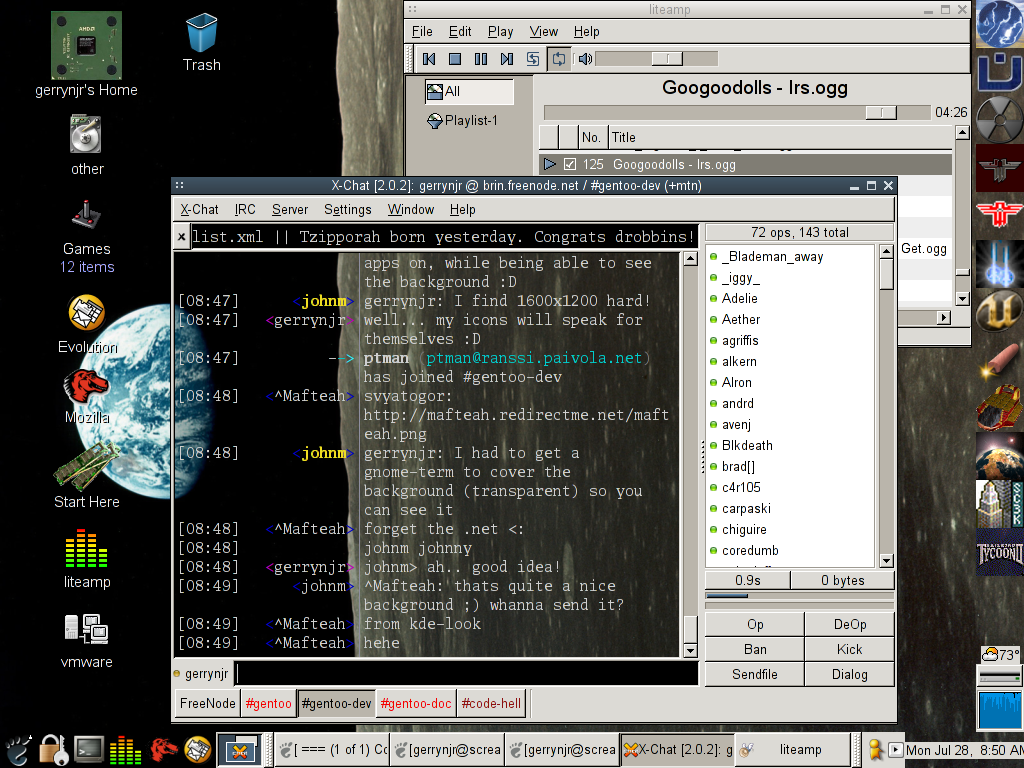 AMD
gerrynjr's Home
Trash
other
Games
12 items
Evolution
Mozilla
Start Here
liteamp
vmware
liteamp
File Edit Play View Help
All
Playlist-1
Googoodolls - Irs.ogg
04:26
No. Title
125 Googoodolls - Irs.ogg
Get.ogg
X-Chat [2.0.2]: gerrynjr @ brin.freenode.net / #gentoo-dev (+mtn)
X-Chat IRC Server Settings Window Help
x list.xml || Tzipporah born yesterday. Congrats drobbins!
apps on, while being able to see
the background :D
[08:47] <johnm> gerrynjr: I find 1600x1200 hard!
[08:47] <gerrynjr> well... my icons will speak for
themselves :D
[08:47] --> ptman (ptman@ranssi.paivola.net)
has joined #gentoo-dev
[08:48] <^Mafteah> svyatogor:
http://mafteah.redirectme.net/maft
eah.png
[08:48] <johnm> gerrynjr: I had to get a
gnome-term to cover the
background (transparent) so you
can see it
[08:48] <^Mafteah> forget the .net <:
[08:48] johnm johnny
[08:48] <gerrynjr> johnm> ah.. good idea!
[08:49] <johnm> ^Mafteah: thats quite a nice
background ;) whanna send it?
[08:49] <^Mafteah> from kde-look
[08:49] <^Mafteah> hehe
72 ops, 143 total
_Blademan_away
_iggy_
Adelie
Aether
agriffis
alkern
Alron
andrd
avenj
Blkdeath
brad[]
c4r105
carpaski
chiguire
coredumb
0.9s 0 bytes
Op DeOp
Ban Kick
Sendfile Dialog
gerrynjr
FreeNode #gentoo #gentoo-dev #gentoo-doc #code-hell
TYCOON
73°
[ === (1 of 1) Co [gerrynjr@screa [gerrynjr@screa X-Chat [2.0.2]: g liteamp
Mon Jul 28, 8:50 AM